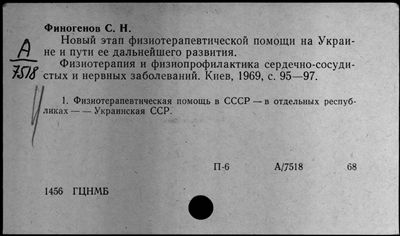 Финогенов С. Н.
А
7518
Новый этап физиотерапевтической помощи на Украи-
не и пути ее дальнейшего развития.
Физиотерапия и физиопрофилактика сердечно-сосуди-
стых и нервных заболеваний. Киев, 1969, с. 95—97.
1. Физиотерапевтическая помощь в СССР — в отдельных респуб-
ликах — — Украинская ССР.
П-6 А/7518 68
1456 ГЦНМБ